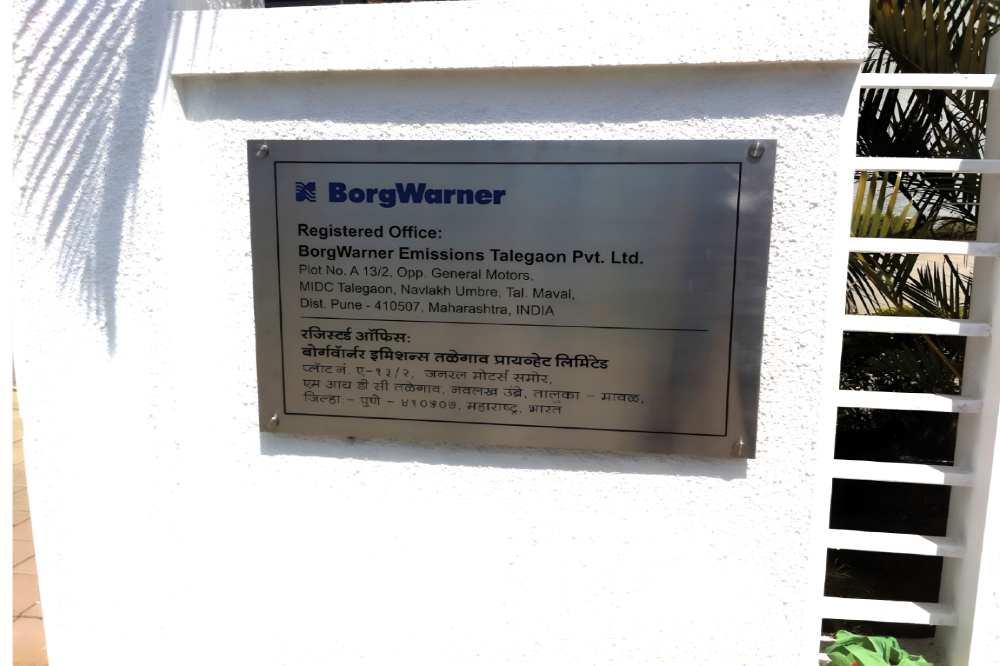 BorgWarner
Registered Office:
BorgWarner Emissions Talegaon Pvt. Ltd.
Plot No. A 13/2, Opp. General Motors,
MIDC Talegaon, Navlakh Umbre, Tal. Maval,
Dist. Pune - 410507, Maharashtra, INDIA
रजिस्टर्ड ऑफिस:
बोर्गवॉर्नर इमिशन्स तळेगाव प्रायव्हेट लिमिटेड
प्लॉट नं. ए-१३/२, जनरल मोटर्स समोर,
एम आय डी सी तळेगाव, नवलख उंब्रे, तालुका - मावळ,
जिल्हा:- पुणे - ४१०५०७, महाराष्ट्र, भारत